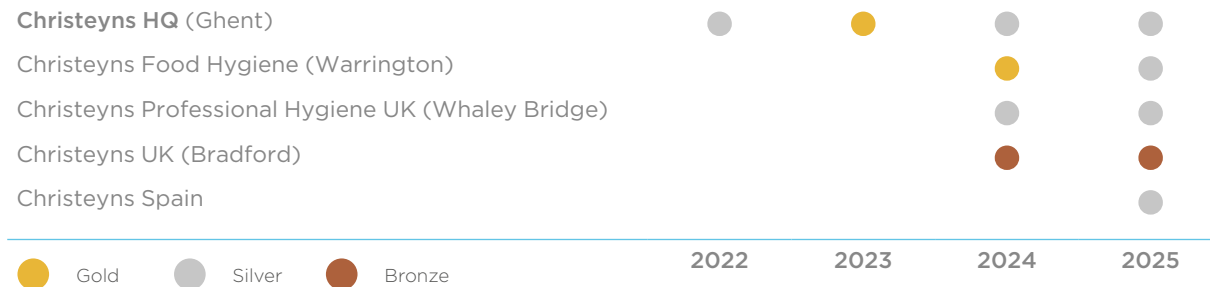 Christeyns HQ (Ghent)
Christeyns Food Hygiene (Warrington)
Christeyns Professional Hygiene UK (Whaley Bridge)
Christeyns UK (Bradford)
Christeyns Spain
2022 2023 2024 2025
Gold Silver Bronze